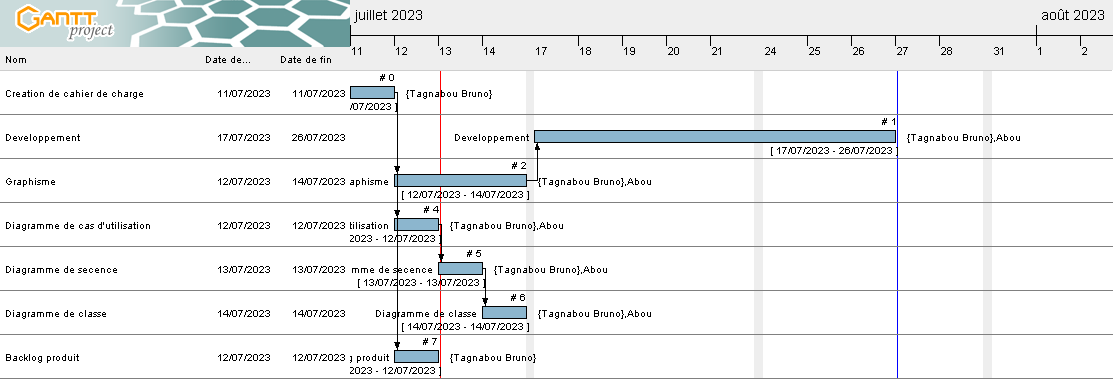 GANTT project
juillet 2023 août 2023
11 12 13 14 17 18 19 20 21 24 25 26 27 28 31 1 2
Nom Date de... Date de fin
# 0
Creation de cahier de charge 11/07/2023 11/07/2023 {Tagnabou Bruno}
/07/2023 ]
# 1
Developpement 17/07/2023 26/07/2023 Developpement {Tagnabou Bruno},Abou
[ 17/07/2023 - 26/07/2023 ]
# 2
Graphisme 12/07/2023 14/07/2023 aphisme {Tagnabou Bruno},Abou
[ 12/07/2023 - 14/07/2023 ]
# 4
Diagramme de cas d'utilisation 12/07/2023 12/07/2023 tilisation {Tagnabou Bruno},Abou
2023 - 12/07/2023 ]
# 5
Diagramme de secence 13/07/2023 13/07/2023 mme de secence {Tagnabou Bruno},Abou
[ 13/07/2023 - 13/07/2023 ]
# 6
Diagramme de classe 14/07/2023 14/07/2023 Diagramme de classe {Tagnabou Bruno},Abou
[ 14/07/2023 - 14/07/2023 ]
# 7
Backlog produit 12/07/2023 12/07/2023 g produit {Tagnabou Bruno}
2023 - 12/07/2023 ]